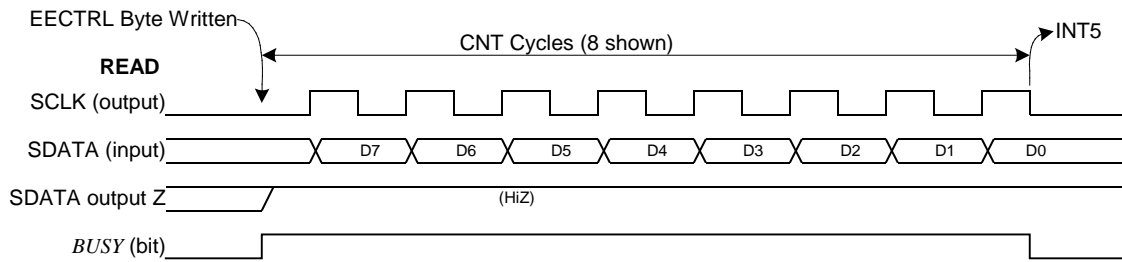 EECTRL Byte Written
INT5
CNT Cycles (8 shown)
READ
SCLK (output)
SDATA (input) D7 D6 D5 D4 D3 D2 D1 D0
SDATA output Z (HiZ)
BUSY (bit)